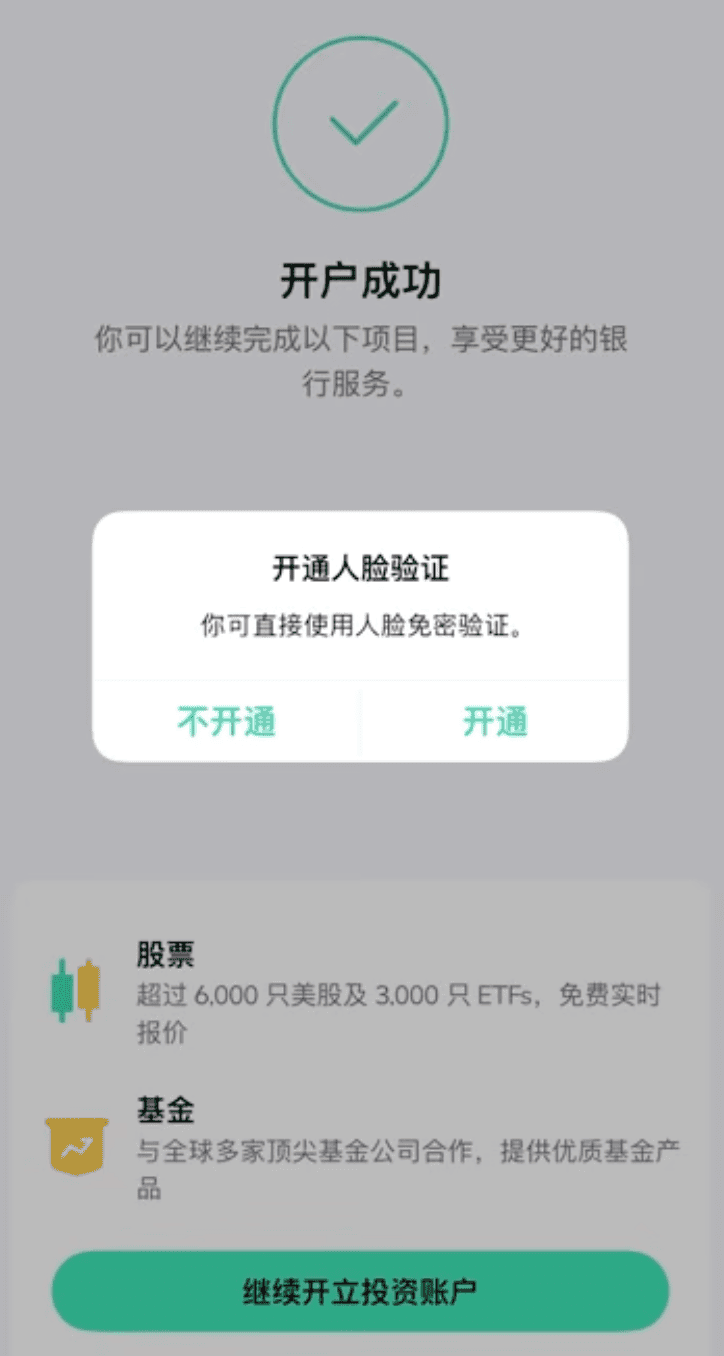 开户成功
你可以继续完成以下项目，享受更好的银
行服务。
开通人脸验证
你可直接使用人脸免密验证。
不开通
开通
股票
超过 6,000 只美股及 3,000 只 ETFs，免费实时
报价
基金
与全球多家顶尖基金公司合作，提供优质基金产
品
继续开立投资账户